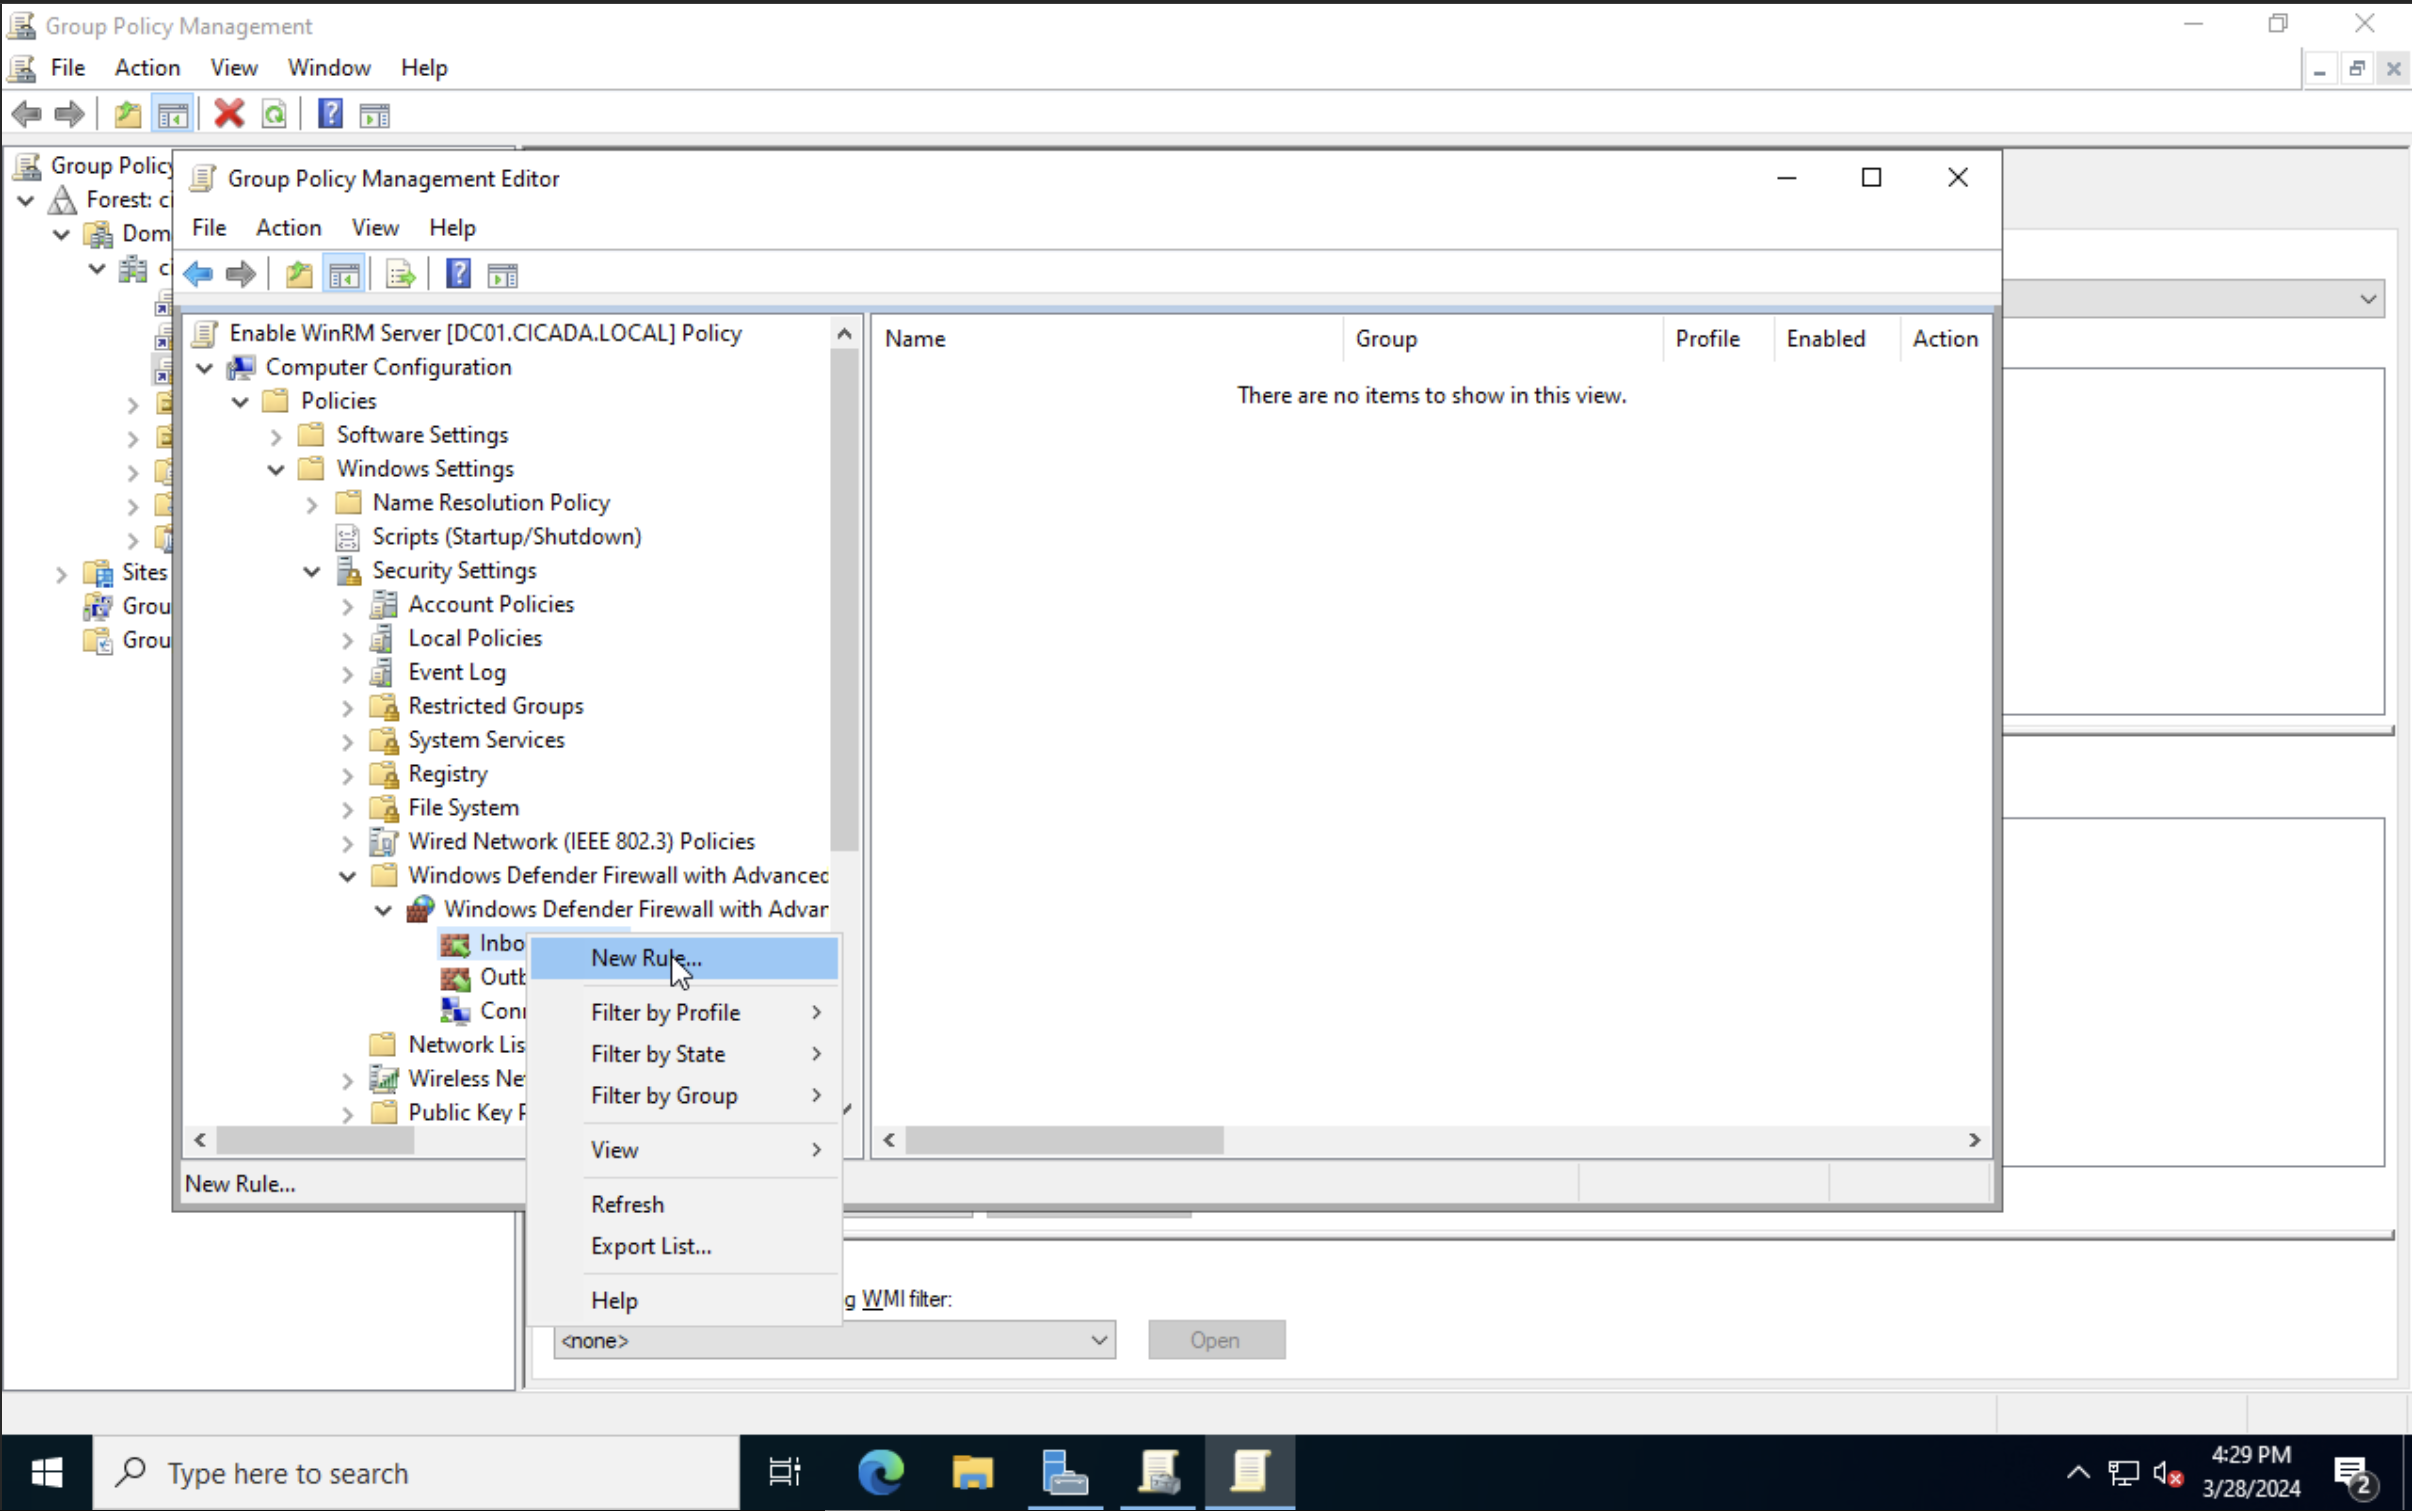 Group Policy Management
File Action View Window Help
Group Policy
Forest: ci
Dom
ci
Sites
Grou
Grou
Group Policy Management Editor
File Action View Help
Enable WinRM Server [DC01.CICADA.LOCAL] Policy
Computer Configuration
Policies
Software Settings
Windows Settings
Name Resolution Policy
Scripts (Startup/Shutdown)
Security Settings
Account Policies
Local Policies
Event Log
Restricted Groups
System Services
Registry
File System
Wired Network (IEEE 802.3) Policies
Windows Defender Firewall with Advanced
Windows Defender Firewall with Advan
Inbo
Outb
Conn
Network Lis
Wireless Ne
Public Key P
Name Group Profile Enabled Action
There are no items to show in this view.
New Rule...
Filter by Profile
Filter by State
Filter by Group
View
Refresh
Export List...
Help
New Rule...
g WMI filter:
<none>
Open
Type here to search
4:29 PM
3/28/2024
2